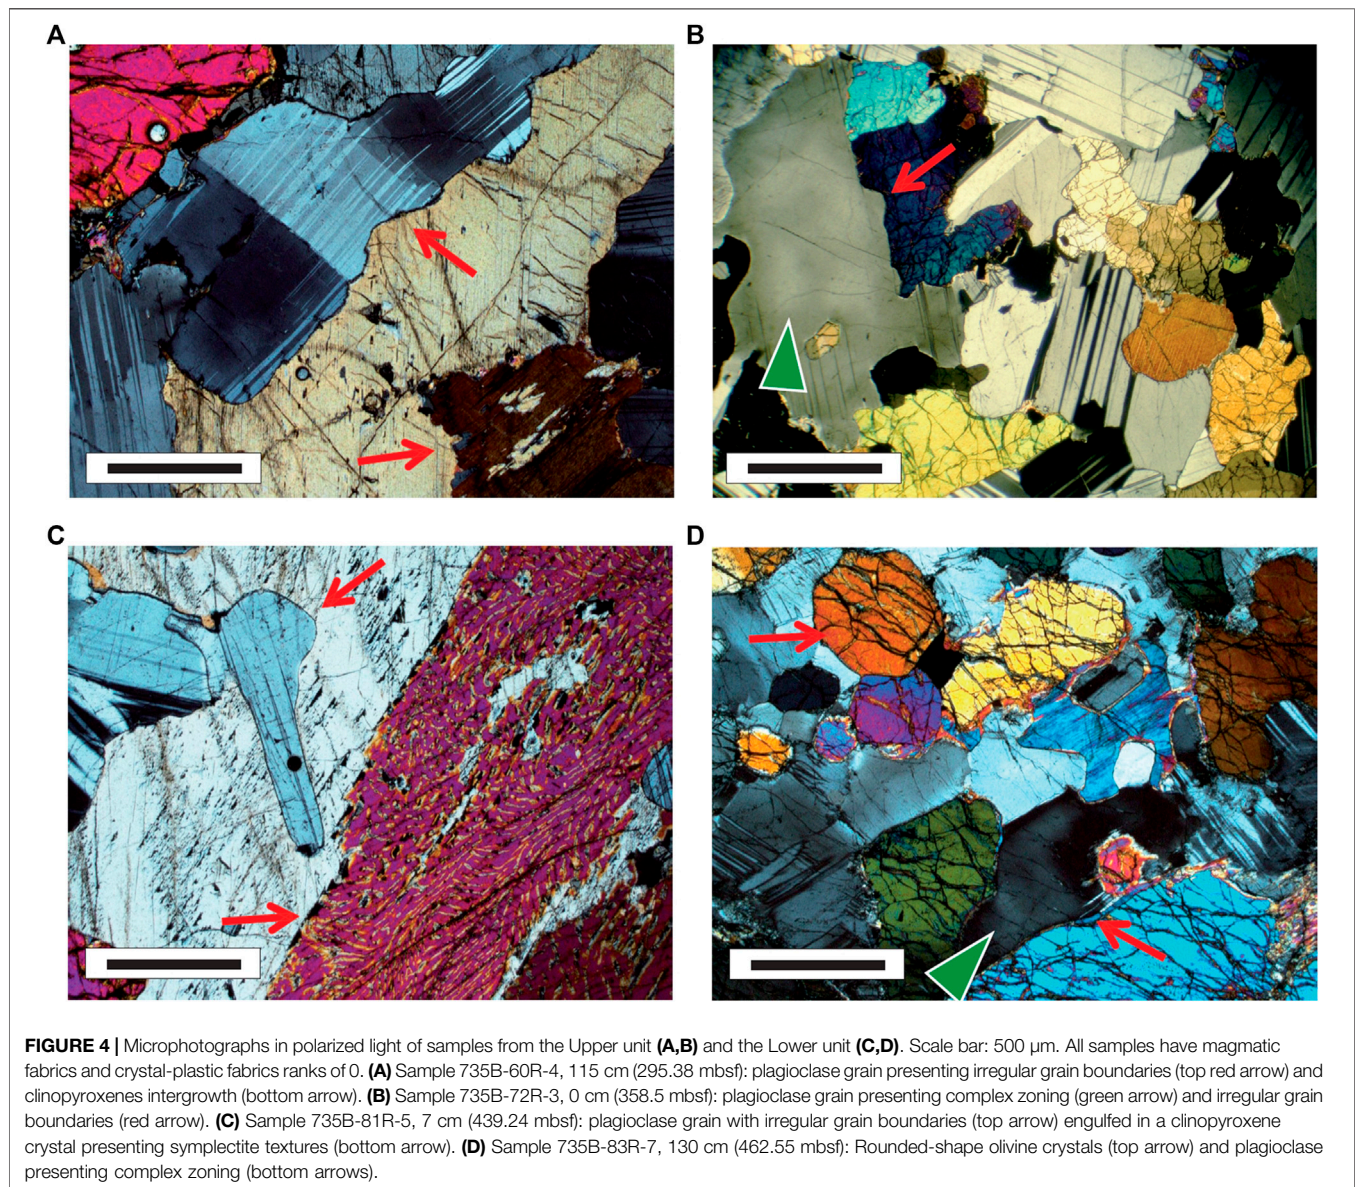 A
B
C
D
FIGURE 4 | Microphotographs in polarized light of samples from the Upper unit (A,B) and the Lower unit (C,D). Scale bar: 500 µm. All samples have magmatic
fabrics and crystal-plastic fabrics ranks of 0. (A) Sample 735B-60R-4, 115 cm (295.38 mbsf): plagioclase grain presenting irregular grain boundaries (top red arrow) and
clinopyroxenes intergrowth (bottom arrow). (B) Sample 735B-72R-3, 0 cm (358.5 mbsf): plagioclase grain presenting complex zoning (green arrow) and irregular grain
boundaries (red arrow). (C) Sample 735B-81R-5, 7 cm (439.24 mbsf): plagioclase grain with irregular grain boundaries (top arrow) engulfed in a clinopyroxene
crystal presenting symplectite textures (bottom arrow). (D) Sample 735B-83R-7, 130 cm (462.55 mbsf): Rounded-shape olivine crystals (top arrow) and plagioclase
presenting complex zoning (bottom arrows).